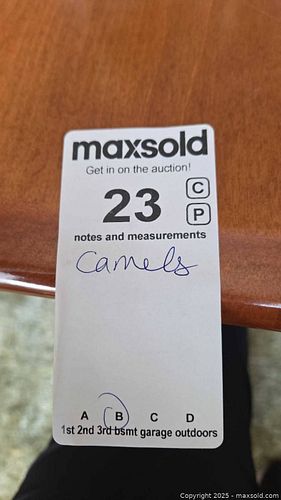 maxsold
Get in on the auction!
23 C
P
notes and measurements
Camels
A B C D
1st 2nd 3rd bsmt garage outdoors
Copyright © 2025 - maxsold.com